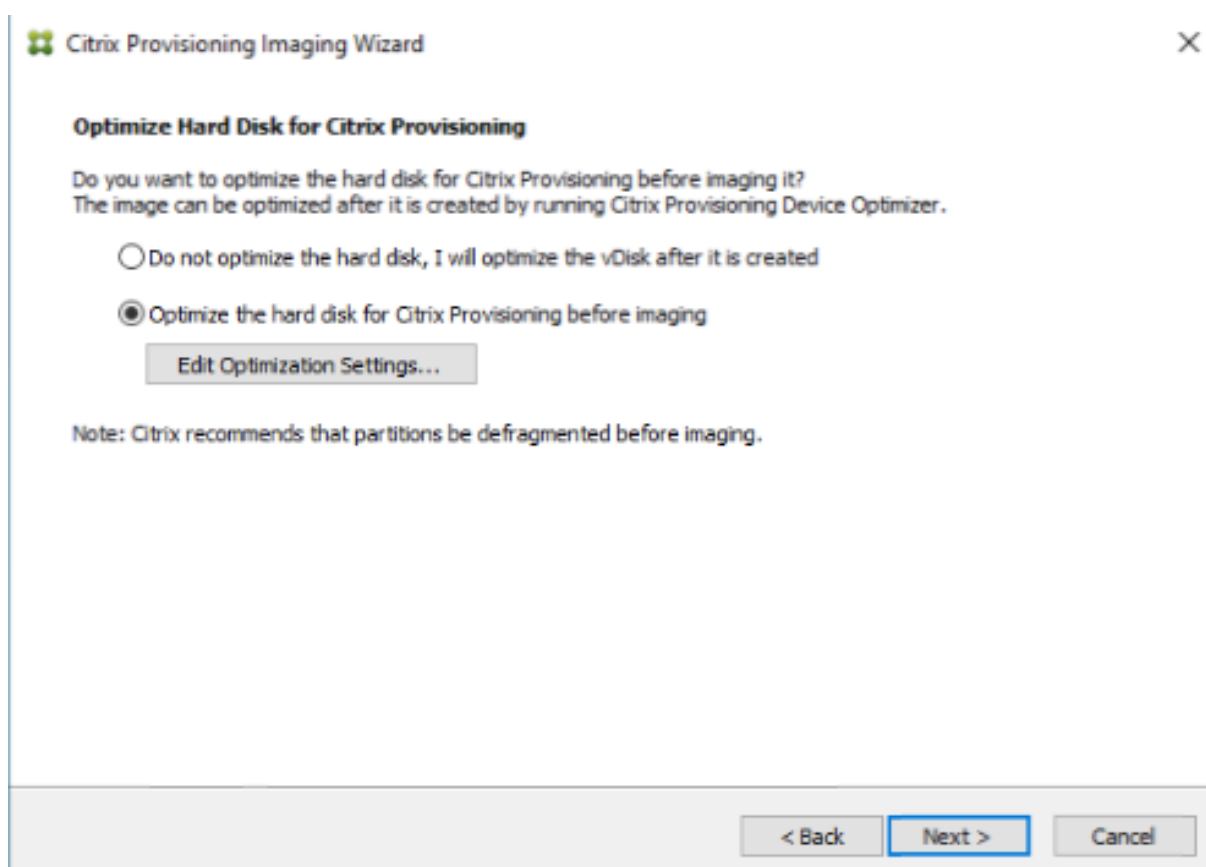 Citrix Provisioning Imaging Wizard
Optimize Hard Disk for Citrix Provisioning
Do you want to optimize the hard disk for Citrix Provisioning before imaging it?
The image can be optimized after it is created by running Citrix Provisioning Device Optimizer.
Do not optimize the hard disk, I will optimize the vDisk after it is created
Optimize the hard disk for Citrix Provisioning before imaging
Edit Optimization Settings...
Note: Citrix recommends that partitions be defragmented before imaging.
< Back Next > Cancel